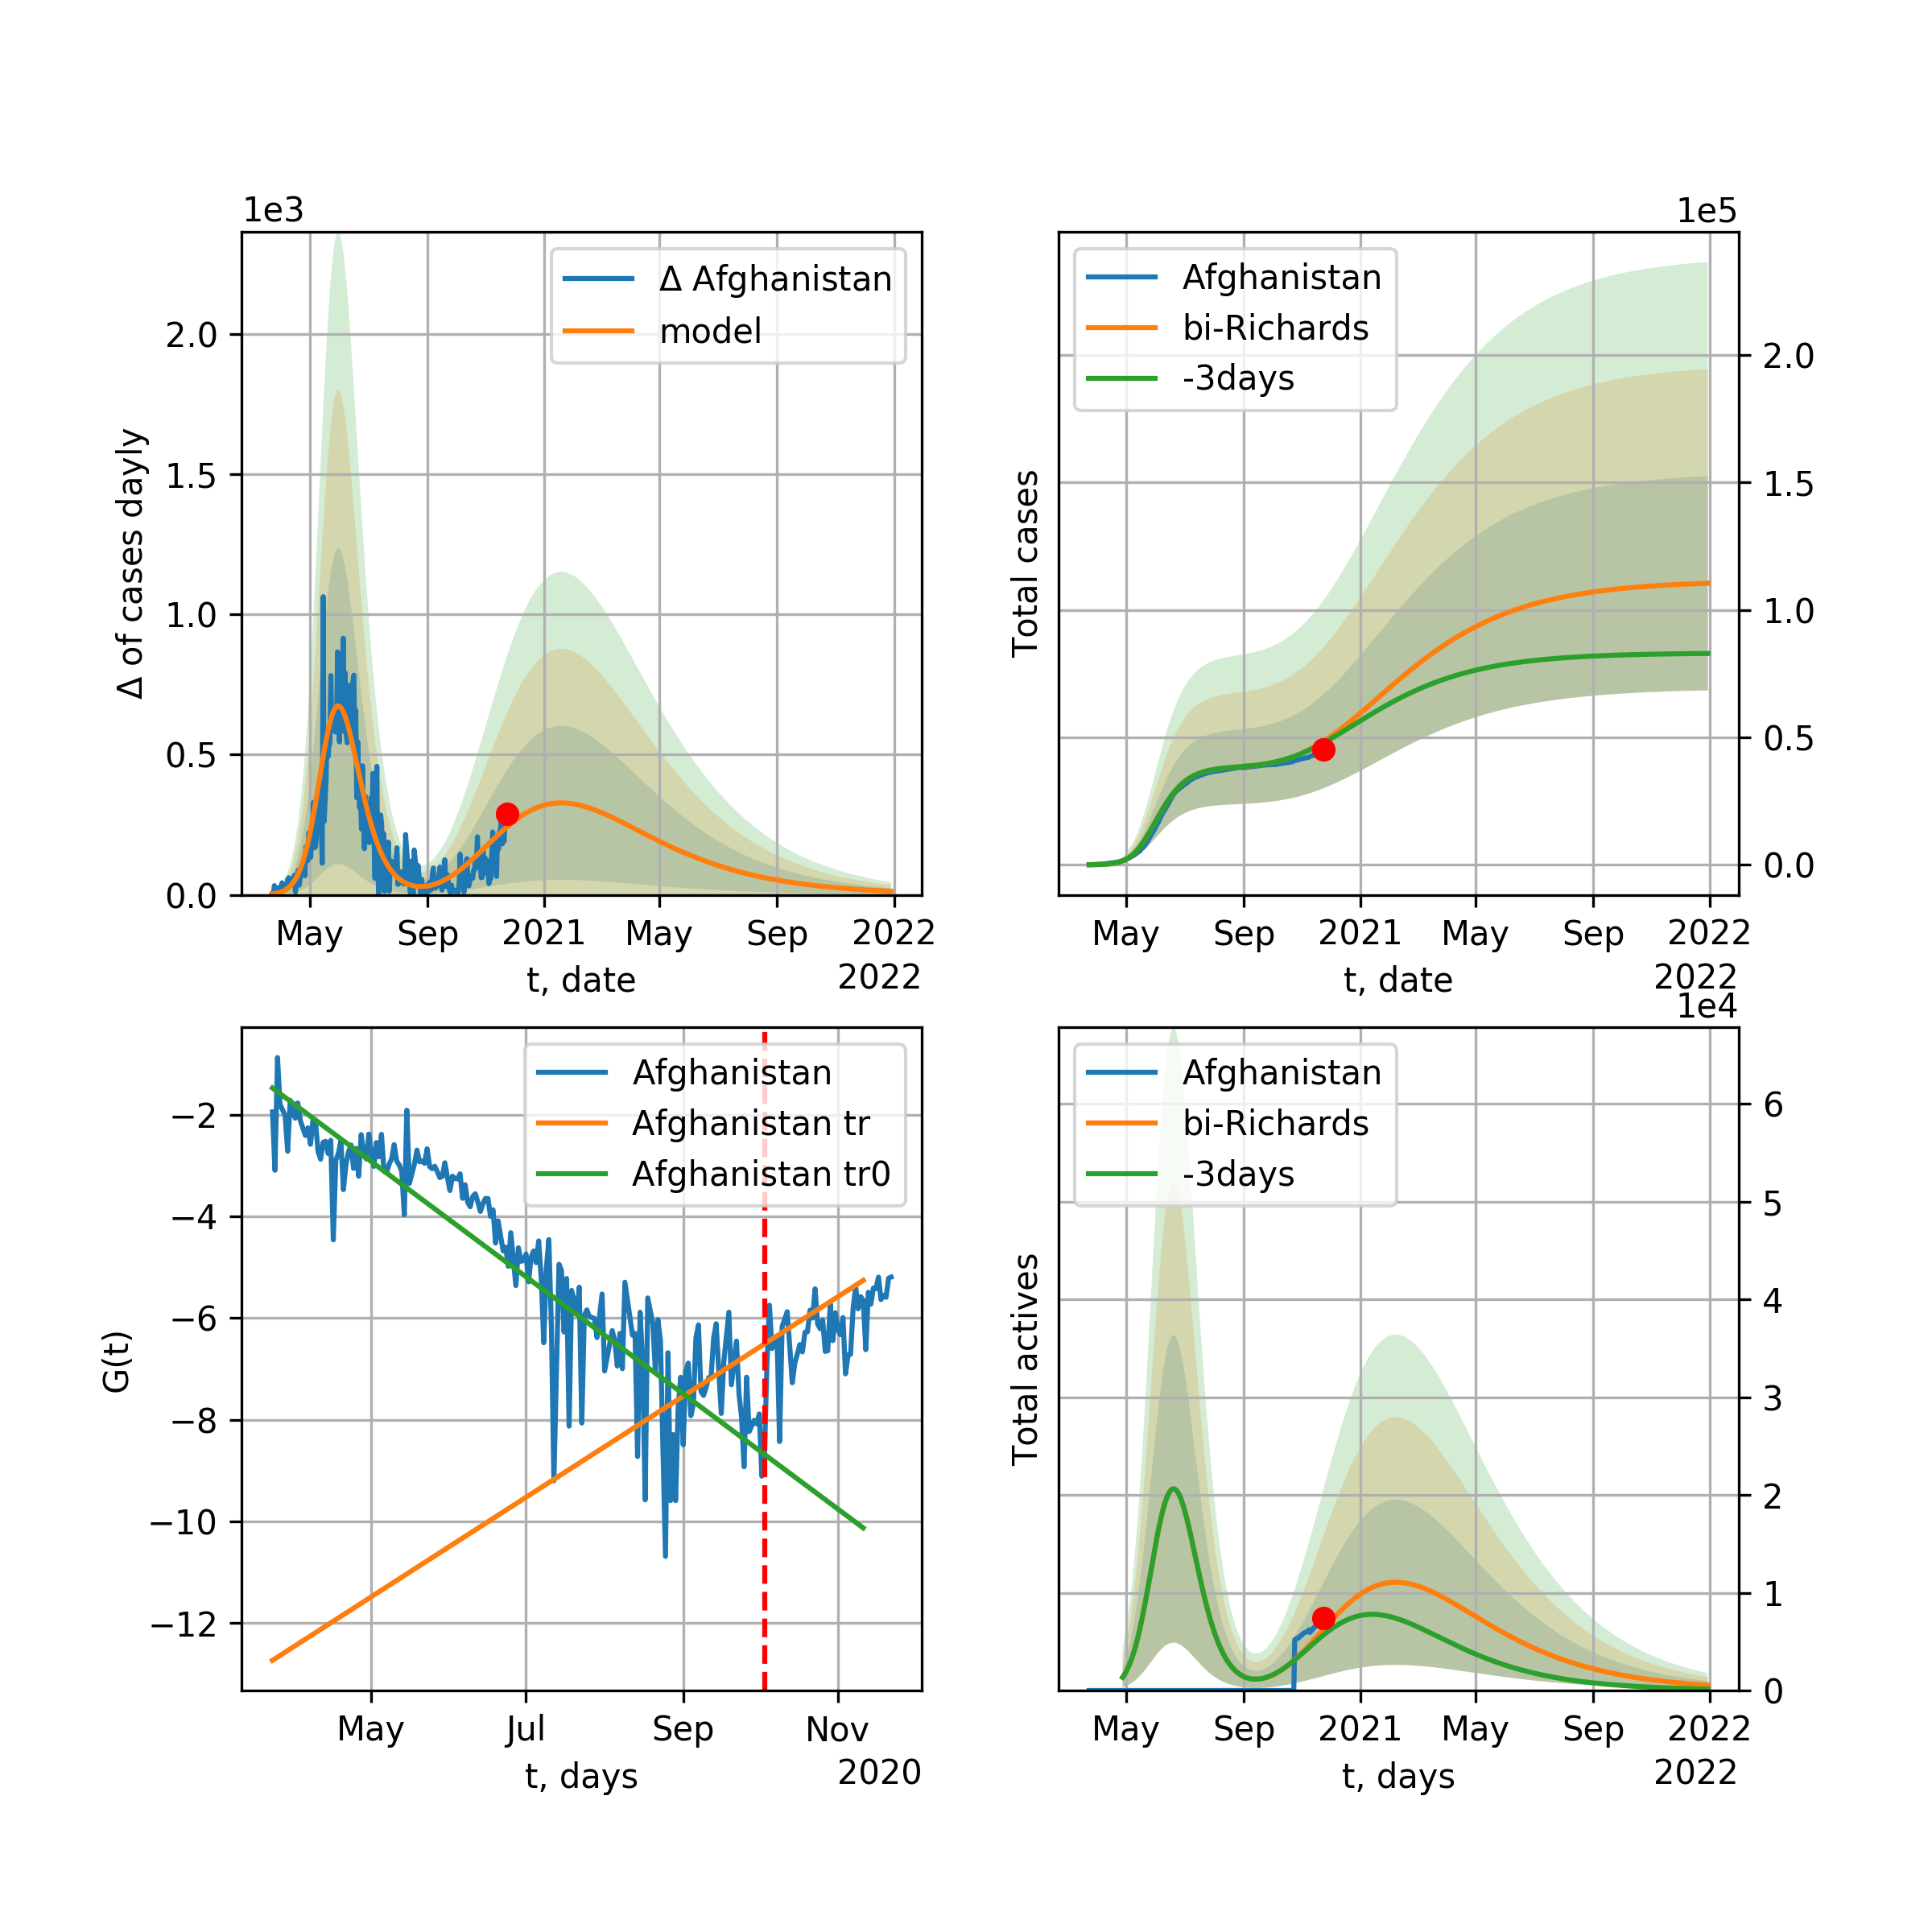 1e3
Δ of cases dayly
2.0
1.5
1.0
0.5
0.0
Δ Afghanistan
model
May Sep 2021 May Sep 2022
t, date
2022
1e5
Total cases
Afghanistan
bi-Richards
-3days
2.0
1.5
1.0
0.5
0.0
May Sep 2021 May Sep 2022
t, date
2022
G(t)
−2
−4
−6
−8
−10
−12
Afghanistan
Afghanistan tr
Afghanistan tr0
May Jul Sep Nov
t, days
2020
1e4
Total actives
Afghanistan
bi-Richards
-3days
6
5
4
3
2
1
0
May Sep 2021 May Sep 2022
t, days
2022